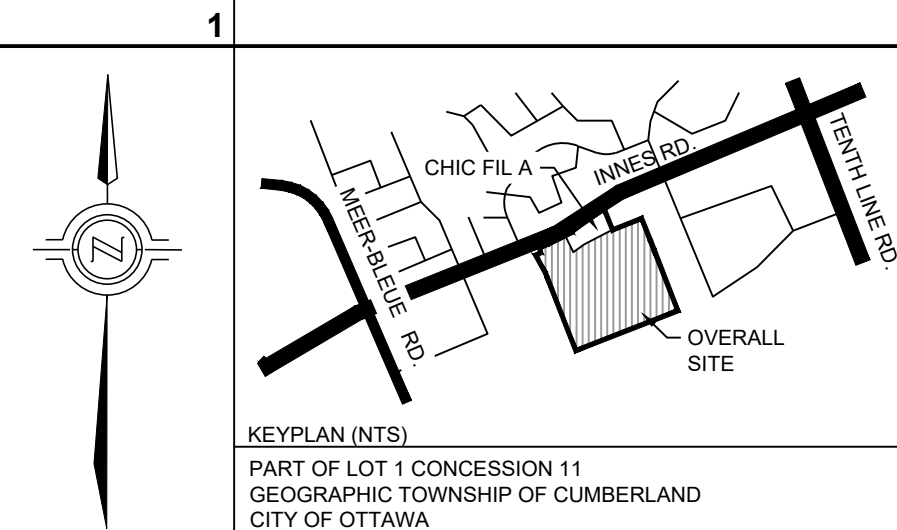 1
CHIC FIL A
INNES RD.
TENTH LINE RD.
MEER-BLEUE RD.
N
OVERALL
SITE
KEYPLAN (NTS)
PART OF LOT 1 CONCESSION 11
GEOGRAPHIC TOWNSHIP OF CUMBERLAND
CITY OF OTTAWA